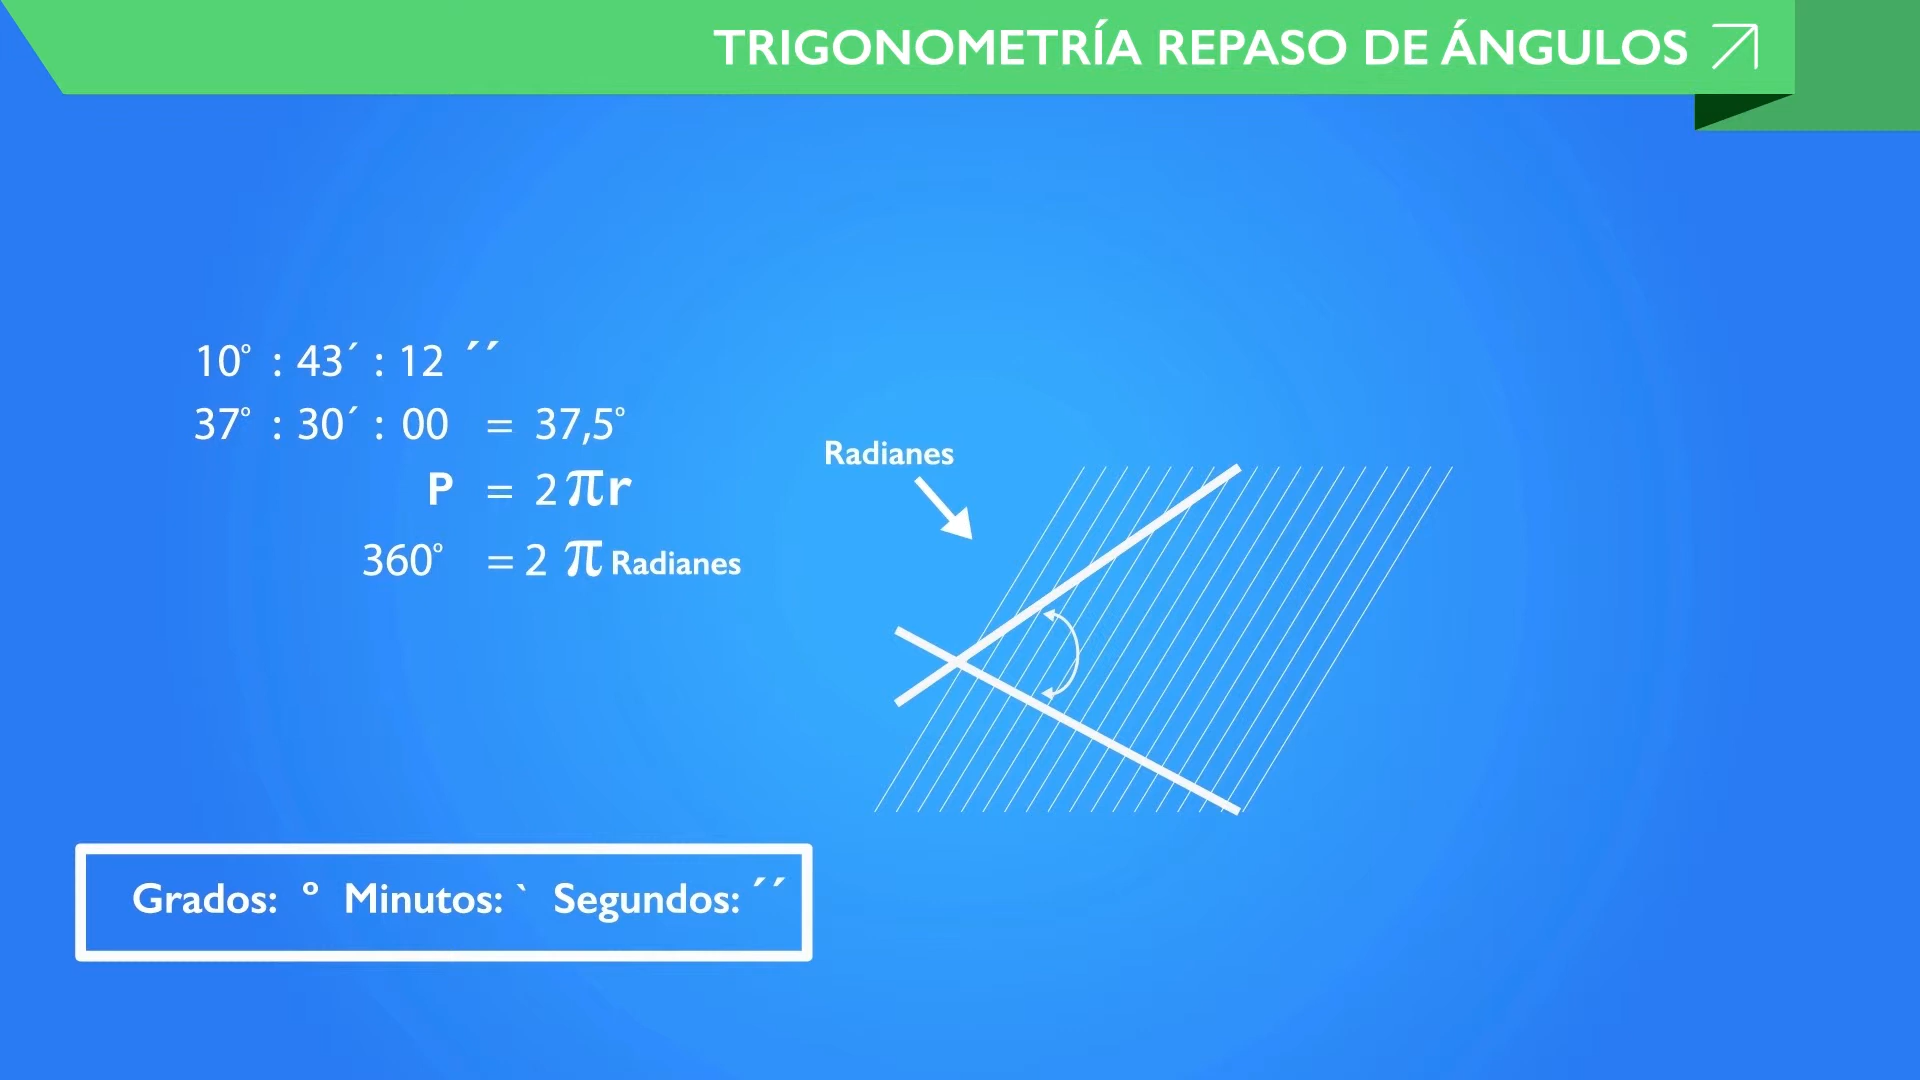 TRIGONOMETRÍA REPASO DE ÁNGULOS
10° : 43´ : 12 ´´
37° : 30´ : 00 = 37,5°
P = 2 π r
360° = 2 π Radianes
Radianes
Grados: º Minutos: ` Segundos: ´´